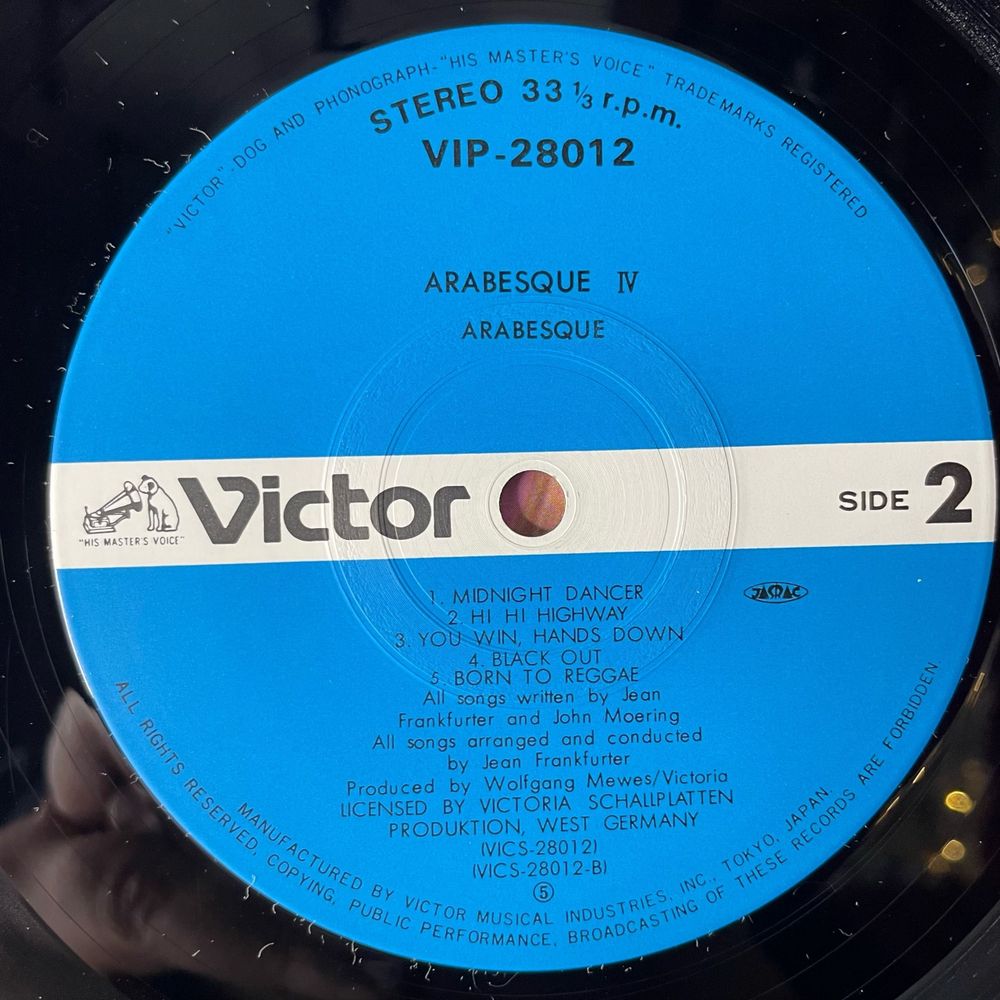 "VICTOR"-DOG AND PHONOGRAPH-"HIS MASTER'S VOICE" TRADEMARKS REGISTERED
STEREO 33 1/3 r.p.m.
VIP-28012
ARABESQUE IV
ARABESQUE
"HIS MASTER'S VOICE"
Victor
SIDE 2
1. MIDNIGHT DANCER
JASRAC
2. HI HI HIGHWAY
3. YOU WIN, HANDS DOWN
4. BLACK OUT
5. BORN TO REGGAE
All songs written by Jean
Frankfurter and John Moering
All songs arranged and conducted
by Jean Frankfurter
Produced by Wolfgang Mewes/Victoria
LICENSED BY VICTORIA SCHALLPLATTEN
PRODUKTION, WEST GERMANY
(VICS-28012)
(VICS-28012-B)
⑤
MANUFACTURED BY VICTOR MUSICAL INDUSTRIES, INC., TOKYO, JAPAN.
ALL RIGHTS RESERVED, COPYING, PUBLIC PERFORMANCE, BROADCASTING OF THESE RECORDS ARE FORBIDDEN